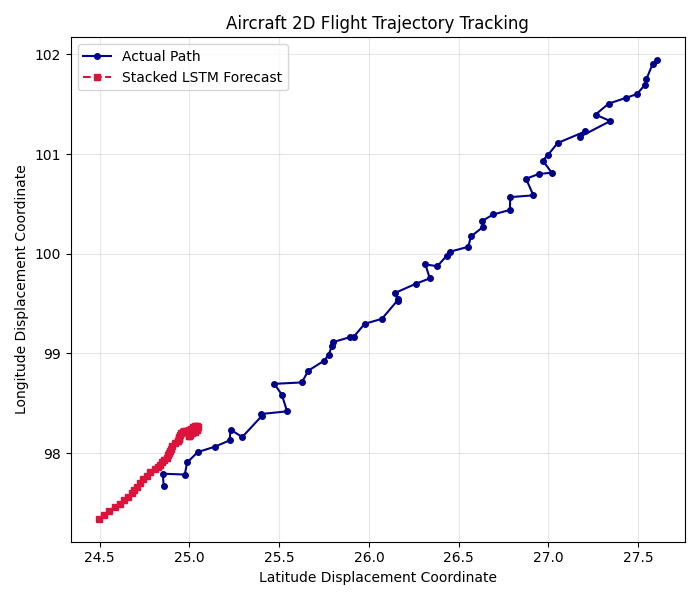 Aircraft 2D Flight Trajectory Tracking
Actual Path
Stacked LSTM Forecast
Longitude Displacement Coordinate
102
101
100
99
98
24.5 25.0 25.5 26.0 26.5 27.0 27.5
Latitude Displacement Coordinate